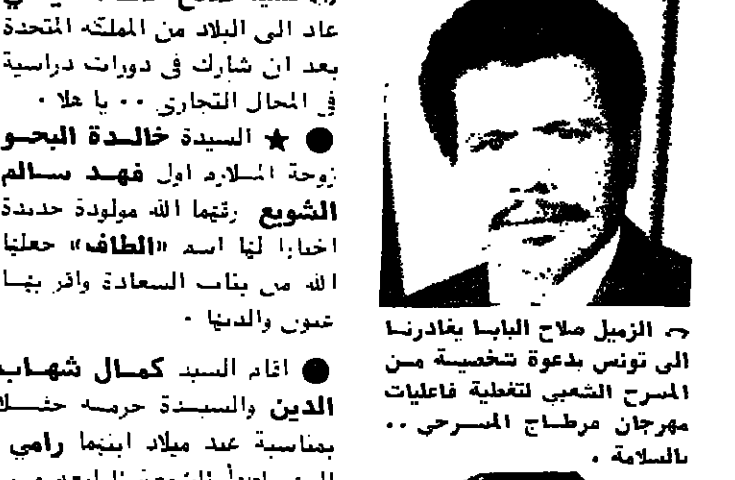 الزميل صلاح البابا يغادرنا
الى تونس بدعوة شخصية من
المسرح الشعبي لتغطية فاعليات
مهرجان قرطاج المسرحي ..
بالسلامة .
عاد الى البلاد من المملكة المتحدة
بعد ان شارك في دورات دراسية
في المجال التجاري .. يا هلا .
● ★ السيدة خالدة البحو
زوجة الملازم اول فهد سالم
الشويع رزقهما الله مولودة جديدة
اختارا لها اسم «الطاف» جعلها
الله من بنات السعادة واقر بها
عيون والديها .
● اقام السيد كمال شهاب
الدين والسيدة حرمه حفلا
بمناسبة عيد ميلاد ابنهما رامي